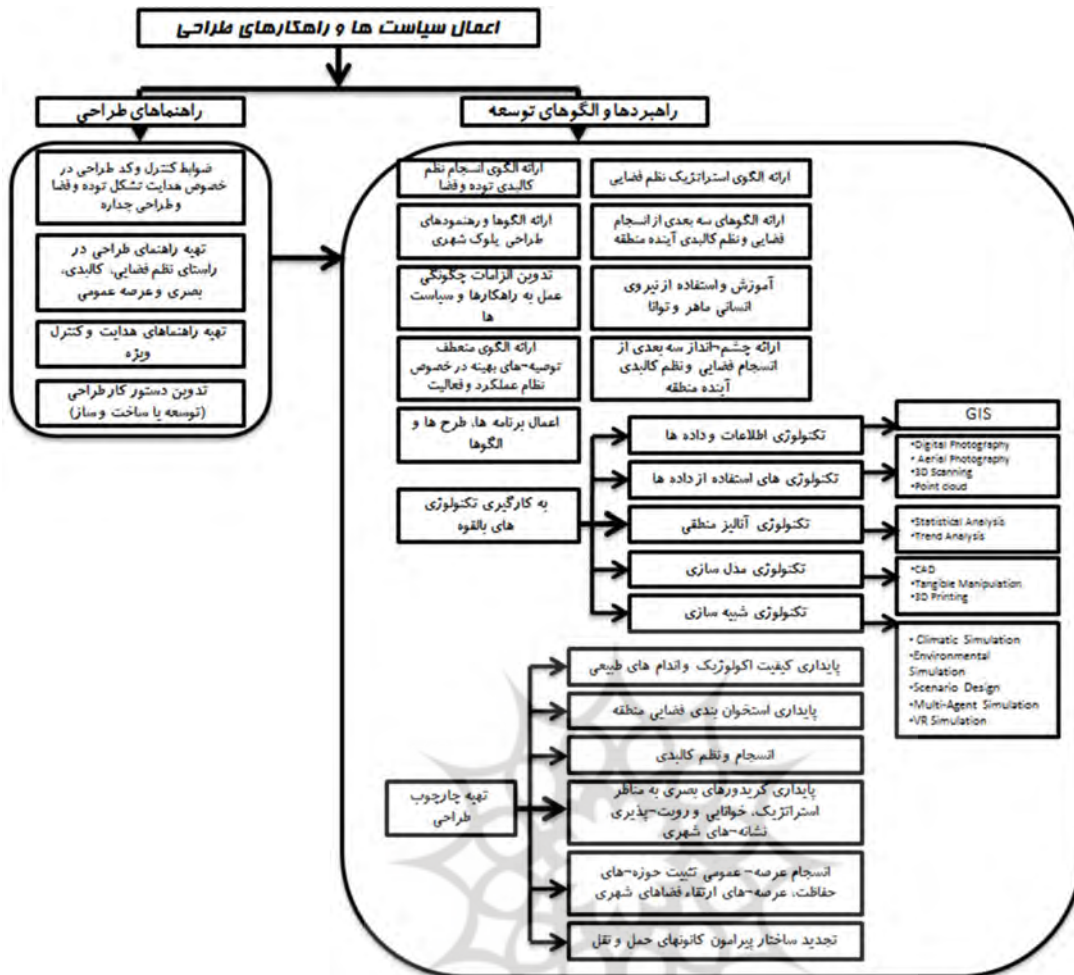 اعمال سیاست ها و راهکارهای طراحی
راهبردها و الگوهای توسعه
راهنماهای طراحی
ضوابط کنترل و کد طراحی در
خصوص هدایت تشکل توده و فضا
و طراحی جداره
تهیه راهنمای طراحی در
راستای نظم فضایی، کالبدی،
بصری و عرصه عمومی
تهیه راهنماهای هدایت و کنترل
ویژه
تدوین دستور کار طراحی
(توسعه یا ساخت و ساز)
ارائه الگوی استراتژیک نظم فضایی
ارائه الگوی انسجام نظم
کالبدی توده و فضا
ارائه الگوهای سه بعدی از انسجام
فضایی و نظم کالبدی آینده منطقه
ارائه الگوها و رهنمودهای
طراحی بلوک شهری
آموزش و استفاده از نیروی
انسانی ماهر و توانا
تدوین الزامات چگونگی
عمل به راهکارها و سیاست
ها
ارائه چشم-انداز سه بعدی از
انسجام فضایی و نظم کالبدی
آینده منطقه
ارائه الگوی منعطف
توصیه-های بهینه در خصوص
نظام عملکرد و فعالیت
اعمال برنامه ها، طرح ها و
الگوها
به کارگیری تکنولوژی
های بالقوه
تکنولوژی اطلاعات و داده ها
تکنولوژی های استفاده از داده ها
تکنولوژی آنالیز منطقی
تکنولوژی مدل سازی
تکنولوژی شبیه سازی
GIS
•Digital Photography
• Aerial Photography
•3D Scanning
•Point cloud
•Statistical Analysis
•Trend Analysis
•CAD
•Tangible Manipulation
•3D Printing
• Climatic Simulation
•Environmental
Simulation
•Scenario Design
•Multi-Agent Simulation
•VR Simulation
تهیه چارچوب
طراحی
پایداری کیفیت اکولوژیک و اندام های طبیعی
پایداری استخوان بندی فضایی منطقه
انسجام و نظم کالبدی
پایداری کریدورهای بصری به مناظر
استراتژیک، خوانایی و رویت-پذیری
نشانه-های شهری
انسجام عرصه- عمومی تثبیت حوزه-های
حفاظت، عرصه-های ارتقاء فضاهای شهری
تجدید ساختار پیرامون کانونهای حمل و نقل